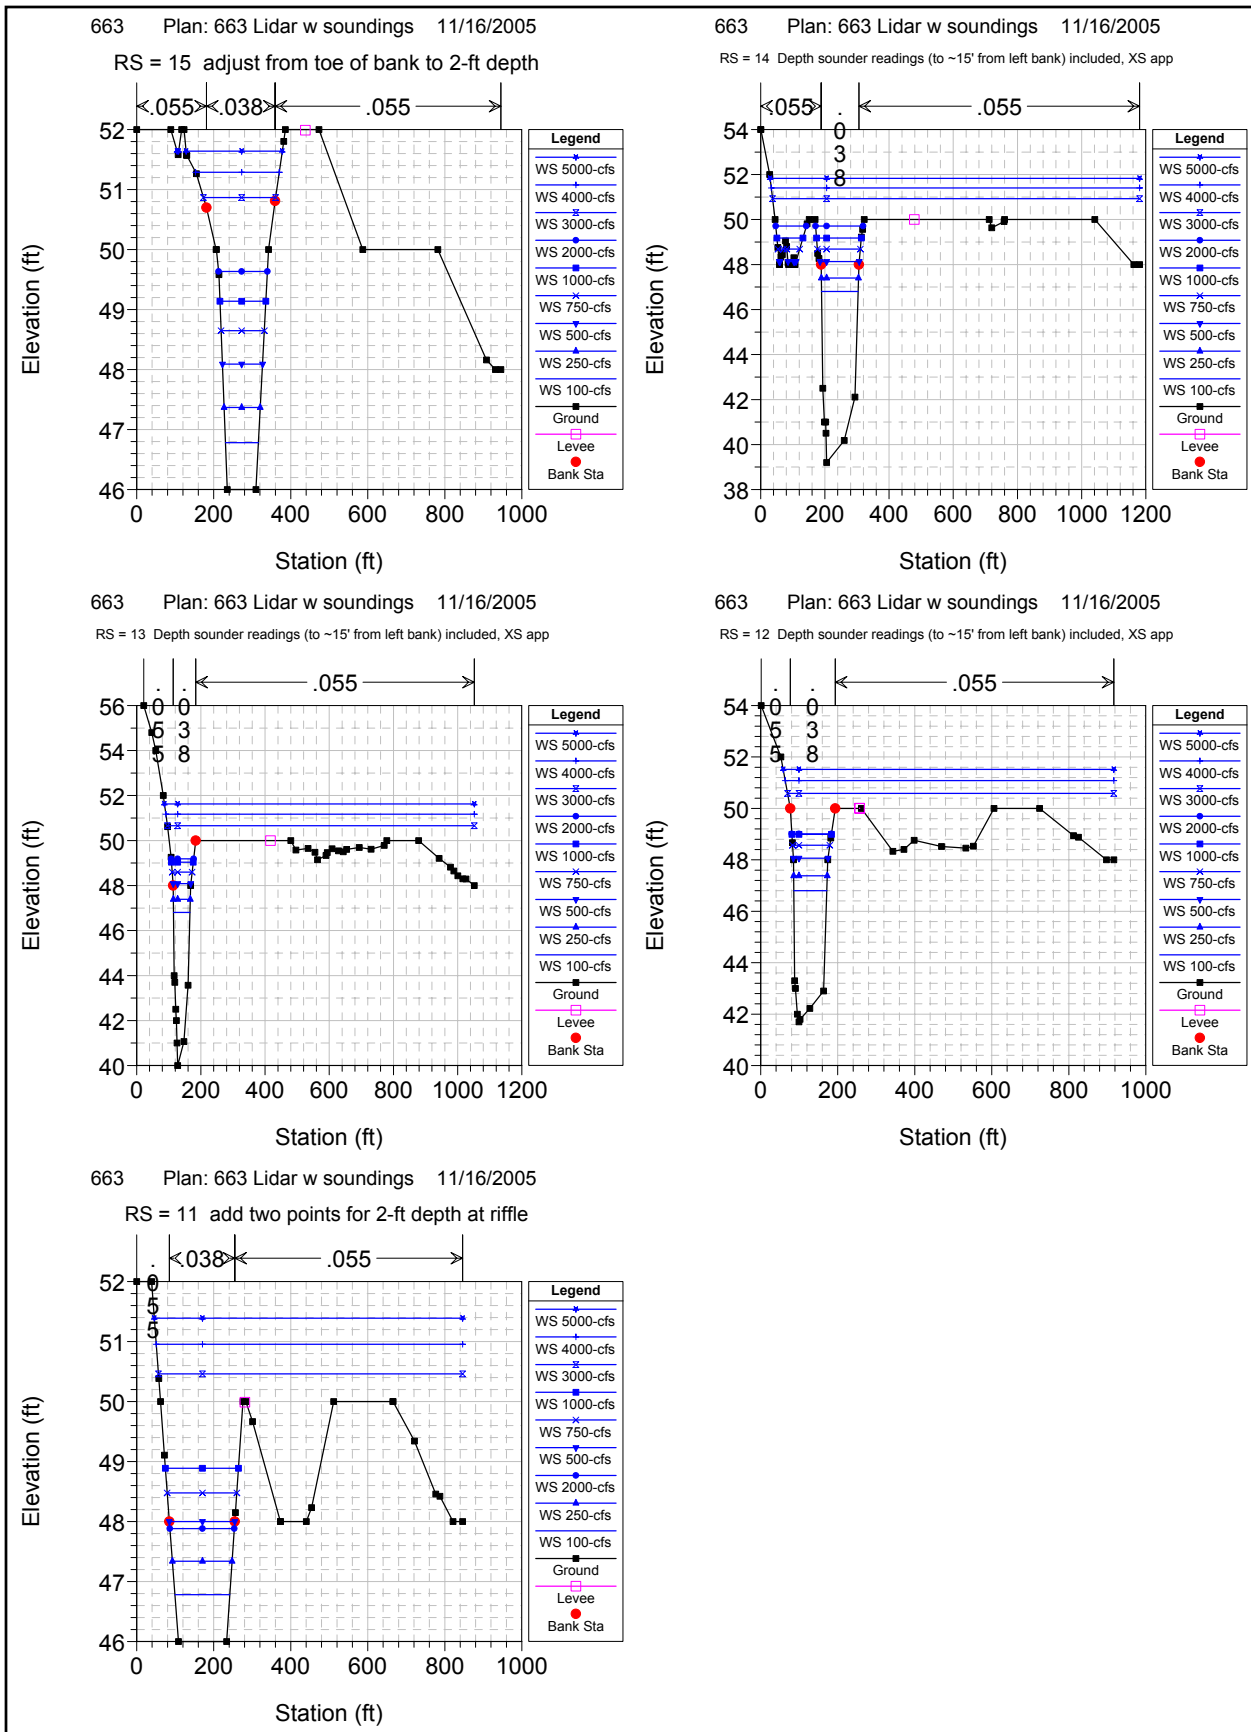 663 Plan: 663 Lidar w soundings 11/16/2005
RS = 15 adjust from toe of bank to 2-ft depth
.055 .038 .055
52
51
50
49
48
47
46
Elevation (ft)
0 200 400 600 800 1000
Station (ft)
Legend
WS 5000-cfs
WS 4000-cfs
WS 3000-cfs
WS 2000-cfs
WS 1000-cfs
WS 750-cfs
WS 500-cfs
WS 250-cfs
WS 100-cfs
Ground
Levee
Bank Sta
663 Plan: 663 Lidar w soundings 11/16/2005
RS = 14 Depth sounder readings (to ~15' from left bank) included, XS app
.055 .038 .055
54
52
50
48
46
44
42
40
38
Elevation (ft)
0 200 400 600 800 1000 1200
Station (ft)
Legend
WS 5000-cfs
WS 4000-cfs
WS 3000-cfs
WS 2000-cfs
WS 1000-cfs
WS 750-cfs
WS 500-cfs
WS 250-cfs
WS 100-cfs
Ground
Levee
Bank Sta
663 Plan: 663 Lidar w soundings 11/16/2005
RS = 13 Depth sounder readings (to ~15' from left bank) included, XS app
.055 .038 .055
56
54
52
50
48
46
44
42
40
Elevation (ft)
0 200 400 600 800 1000 1200
Station (ft)
Legend
WS 5000-cfs
WS 4000-cfs
WS 3000-cfs
WS 2000-cfs
WS 1000-cfs
WS 750-cfs
WS 500-cfs
WS 250-cfs
WS 100-cfs
Ground
Levee
Bank Sta
663 Plan: 663 Lidar w soundings 11/16/2005
RS = 12 Depth sounder readings (to ~15' from left bank) included, XS app
.055 .038 .055
54
52
50
48
46
44
42
40
Elevation (ft)
0 200 400 600 800 1000
Station (ft)
Legend
WS 5000-cfs
WS 4000-cfs
WS 3000-cfs
WS 2000-cfs
WS 1000-cfs
WS 750-cfs
WS 500-cfs
WS 250-cfs
WS 100-cfs
Ground
Levee
Bank Sta
663 Plan: 663 Lidar w soundings 11/16/2005
RS = 11 add two points for 2-ft depth at riffle
.055 .038 .055
52
51
50
49
48
47
46
Elevation (ft)
0 200 400 600 800 1000
Station (ft)
Legend
WS 5000-cfs
WS 4000-cfs
WS 3000-cfs
WS 1000-cfs
WS 750-cfs
WS 500-cfs
WS 2000-cfs
WS 250-cfs
WS 100-cfs
Ground
Levee
Bank Sta